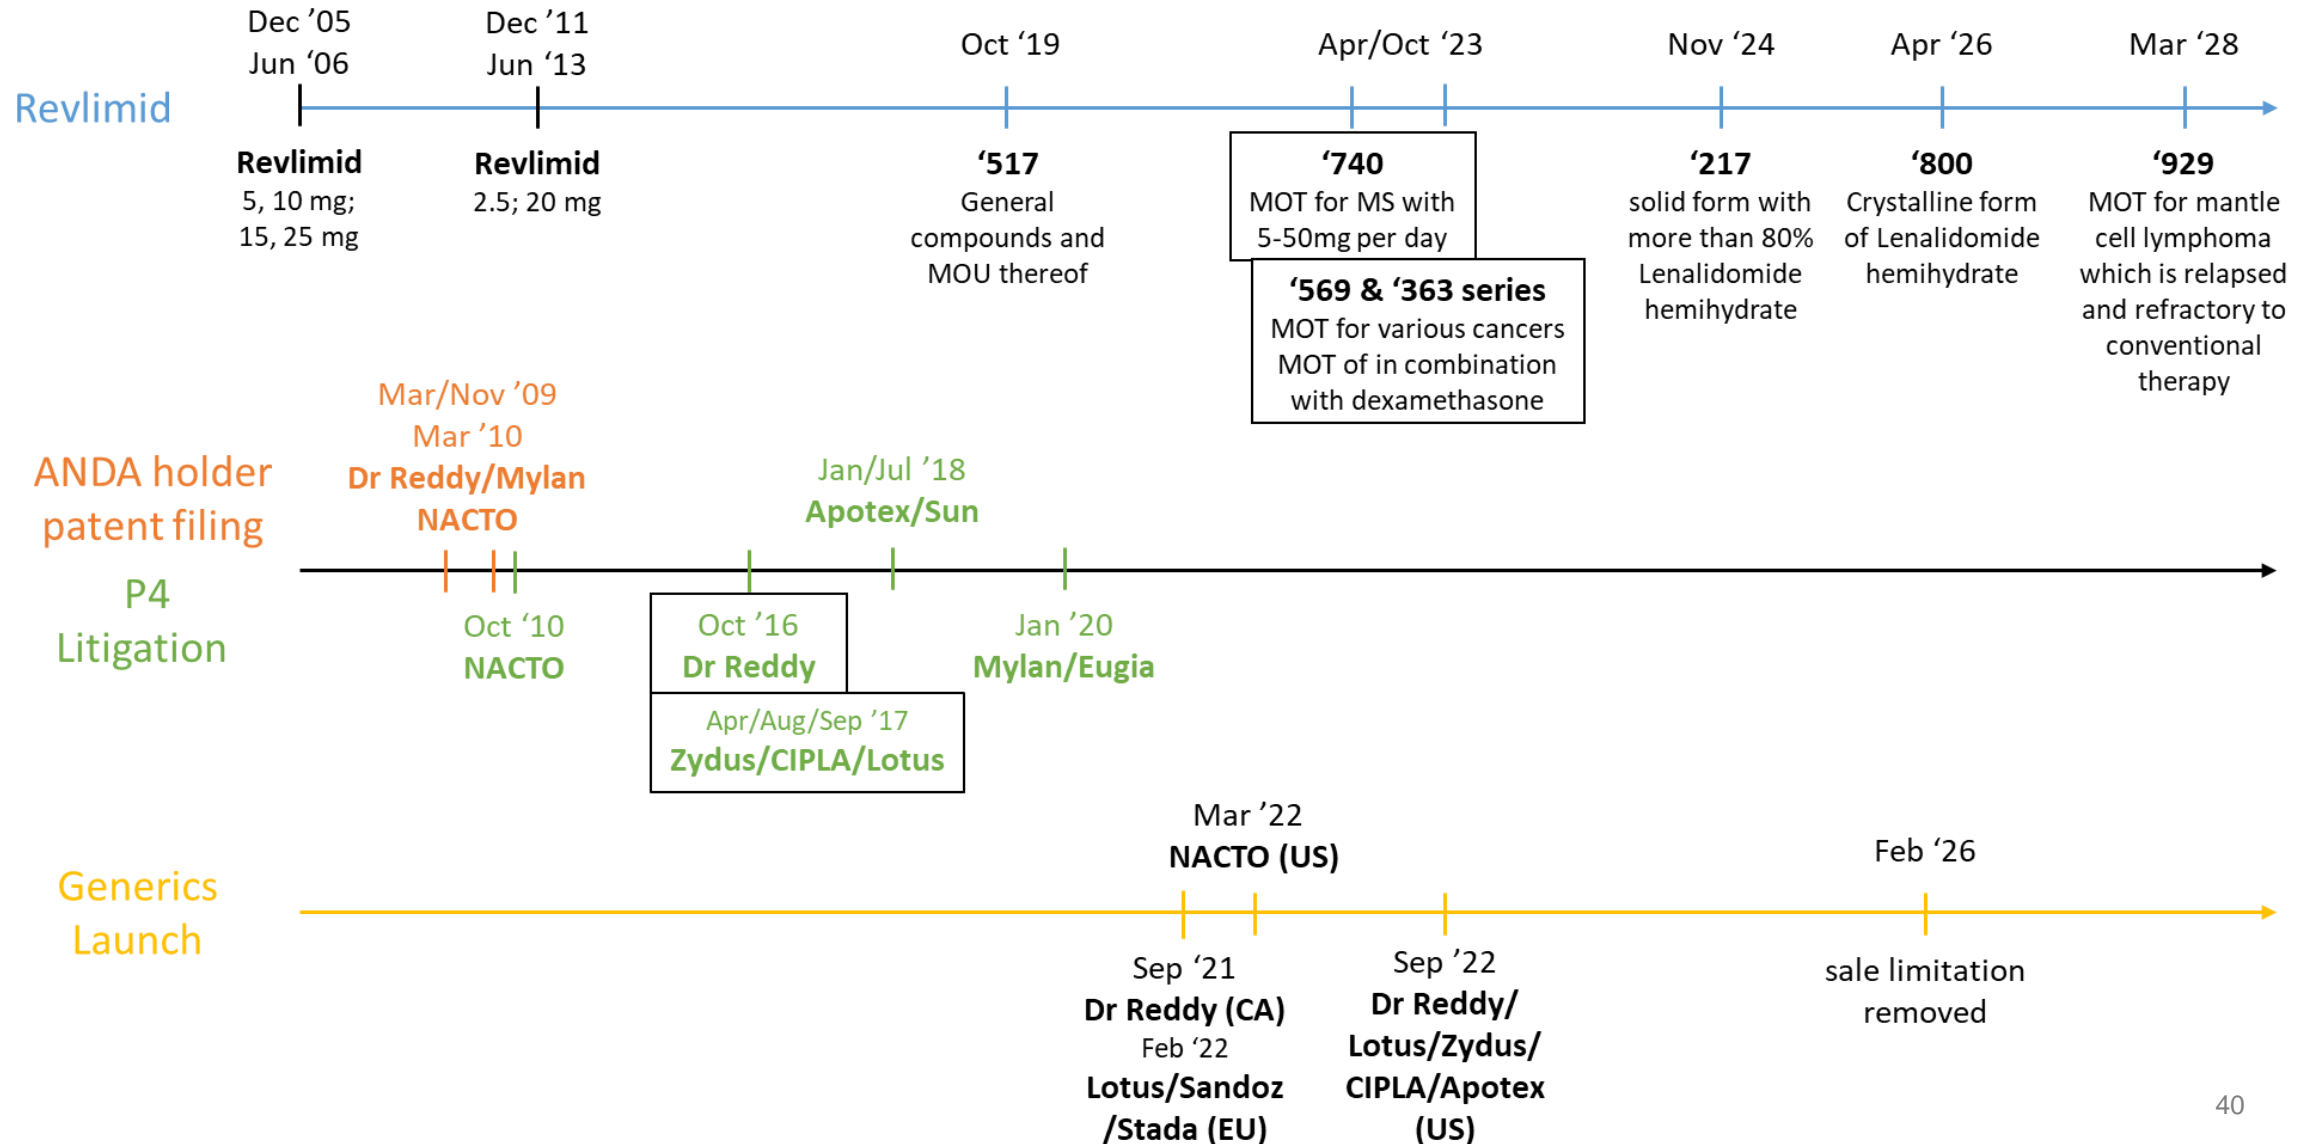 Dec ’05
Jun ‘06
Dec ’11
Jun ‘13
Oct ‘19
Apr/Oct ‘23
Nov ‘24
Apr ‘26
Mar ‘28
Revlimid
Revlimid
5, 10 mg;
15, 25 mg
Revlimid
2.5; 20 mg
‘517
General
compounds and
MOU thereof
‘740
MOT for MS with
5-50mg per day
‘569 & ‘363 series
MOT for various cancers
MOT of in combination
with dexamethasone
‘217
solid form with
more than 80%
Lenalidomide
hemihydrate
‘800
Crystalline form
of Lenalidomide
hemihydrate
‘929
MOT for mantle
cell lymphoma
which is relapsed
and refractory to
conventional
therapy
ANDA holder
patent filing
P4
Litigation
Mar/Nov ’09
Mar ’10
Dr Reddy/Mylan
NACTO
Jan/Jul ’18
Apotex/Sun
Oct ‘10
NACTO
Oct ’16
Dr Reddy
Apr/Aug/Sep ’17
Zydus/CIPLA/Lotus
Jan ’20
Mylan/Eugia
Generics
Launch
Mar ’22
NACTO (US)
Feb ‘26
Sep ‘21
Dr Reddy (CA)
Feb ‘22
Lotus/Sandoz
/Stada (EU)
Sep ’22
Dr Reddy/
Lotus/Zydus/
CIPLA/Apotex
(US)
sale limitation
removed
40